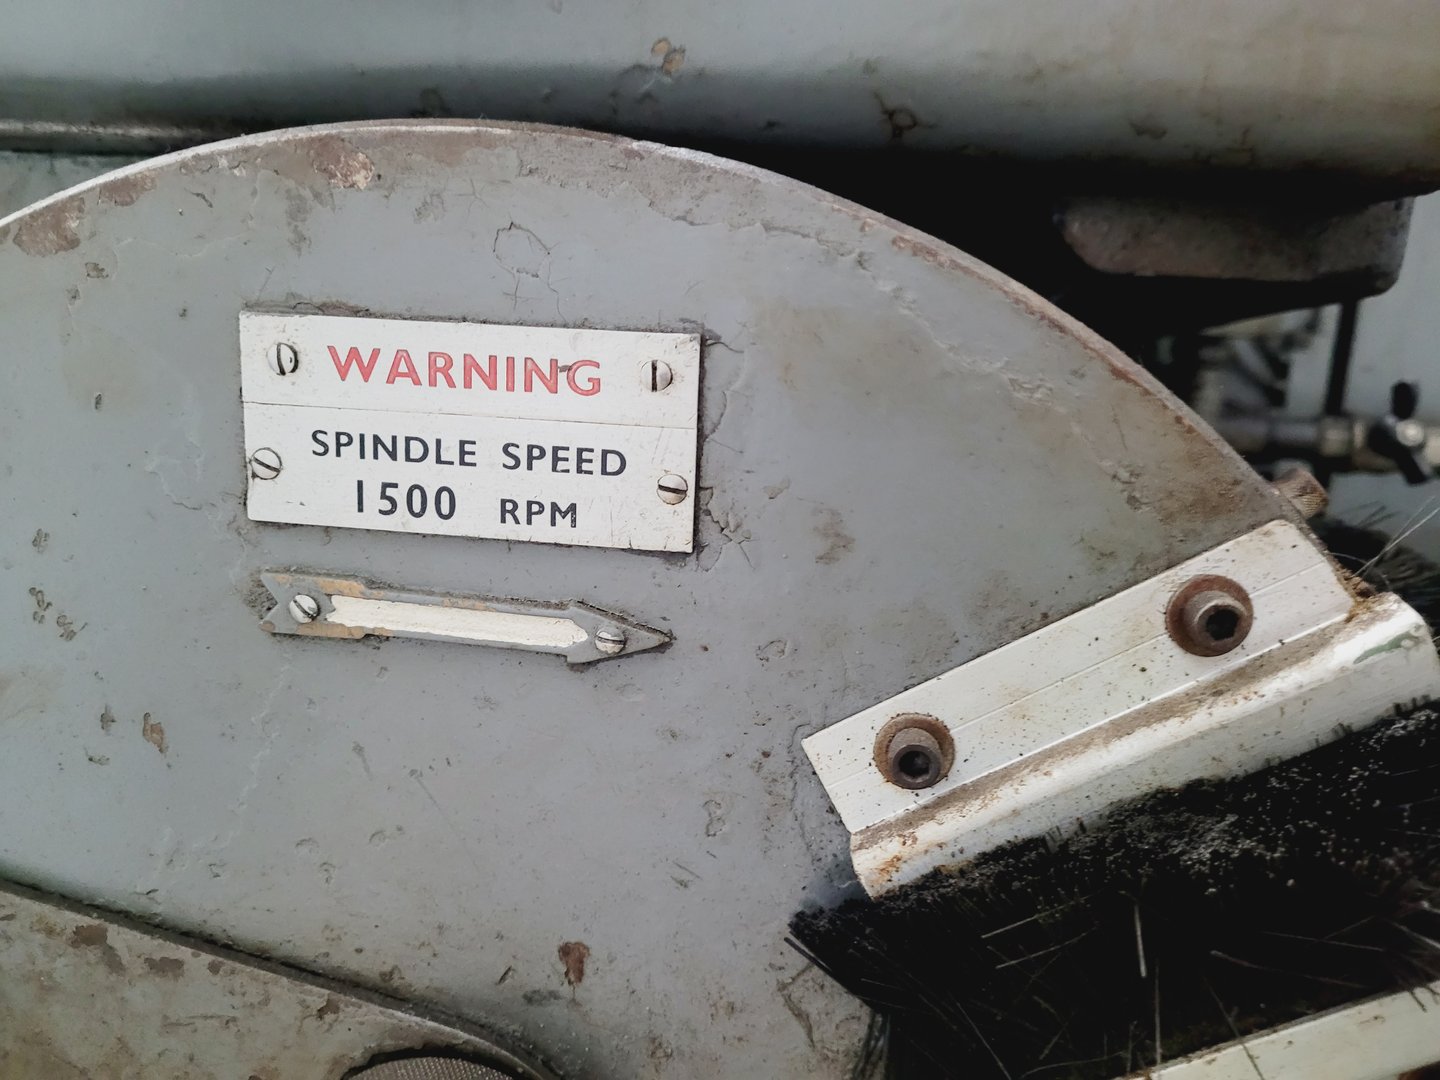 WARNING
SPINDLE SPEED
1500 RPM